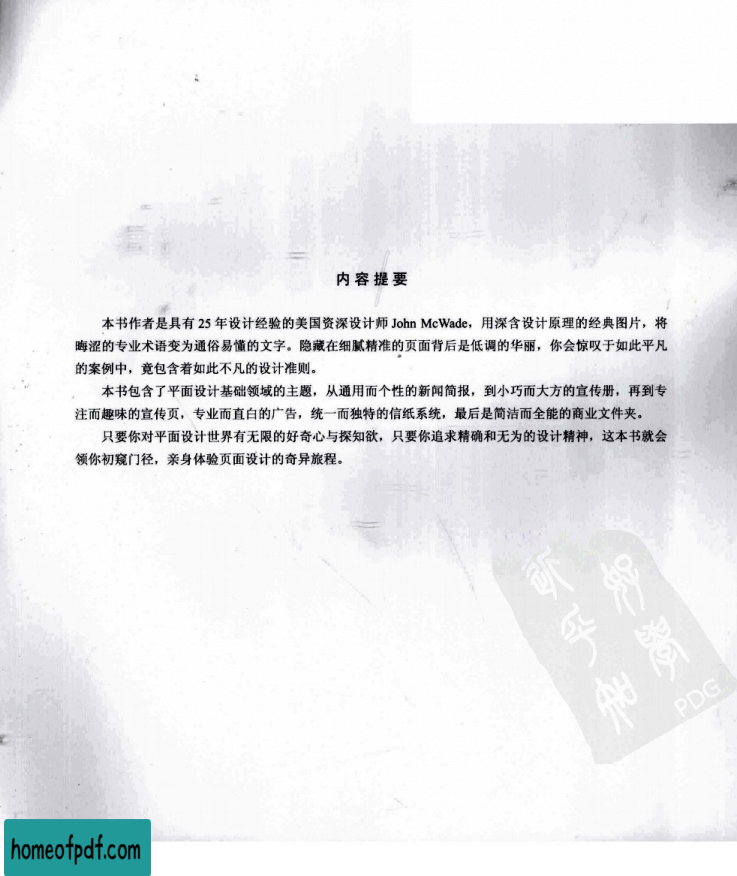 内容提要
本书作者是具有 25 年设计经验的美国资深设计师 John McWade，用深含设计原理的经典图片，将
晦涩的专业术语变为通俗易懂的文字。隐藏在细腻精准的页面背后是低调的华丽，你会惊叹于如此平凡
的案例中，竟包含着如此不凡的设计准则。
本书包含了平面设计基础领域的主题，从通用而个性的新闻简报，到小巧而大方的宣传册，再到专
注而趣味的宣传页，专业而直白的广告，统一而独特的信纸系统，最后是简洁而全能的商业文件夹。
只要你对平面设计世界有无限的好奇心与探知欲，只要你追求精确和无为的设计精神，这本书就会
领你初窥门径，亲身体验页面设计的奇异旅程。
PDG
homeofpdf.com